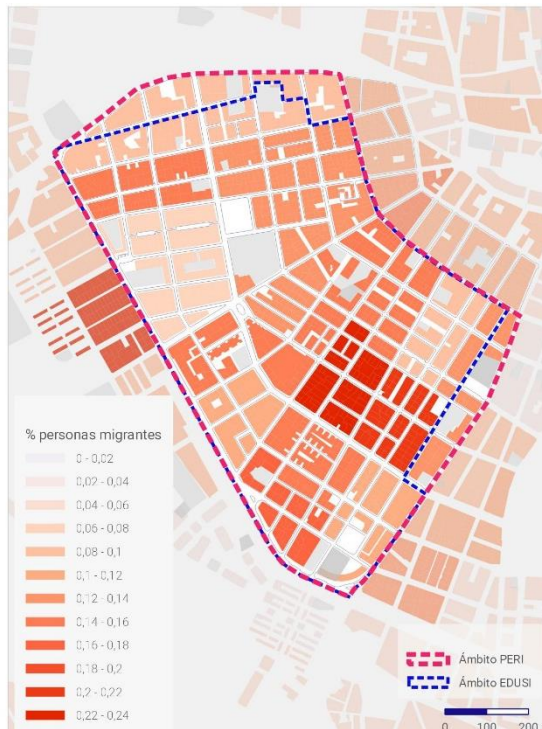 % personas migrantes
0 - 0,02
0,02 - 0,04
0,04 - 0,06
0,06 - 0,08
0,08 - 0,1
0,1 - 0,12
0,12 - 0,14
0,14 - 0,16
0,16 - 0,18
0,18 - 0,2
0,2 - 0,22
0,22 - 0,24
Ámbito PERI
Ámbito EDUSI
0 100 200